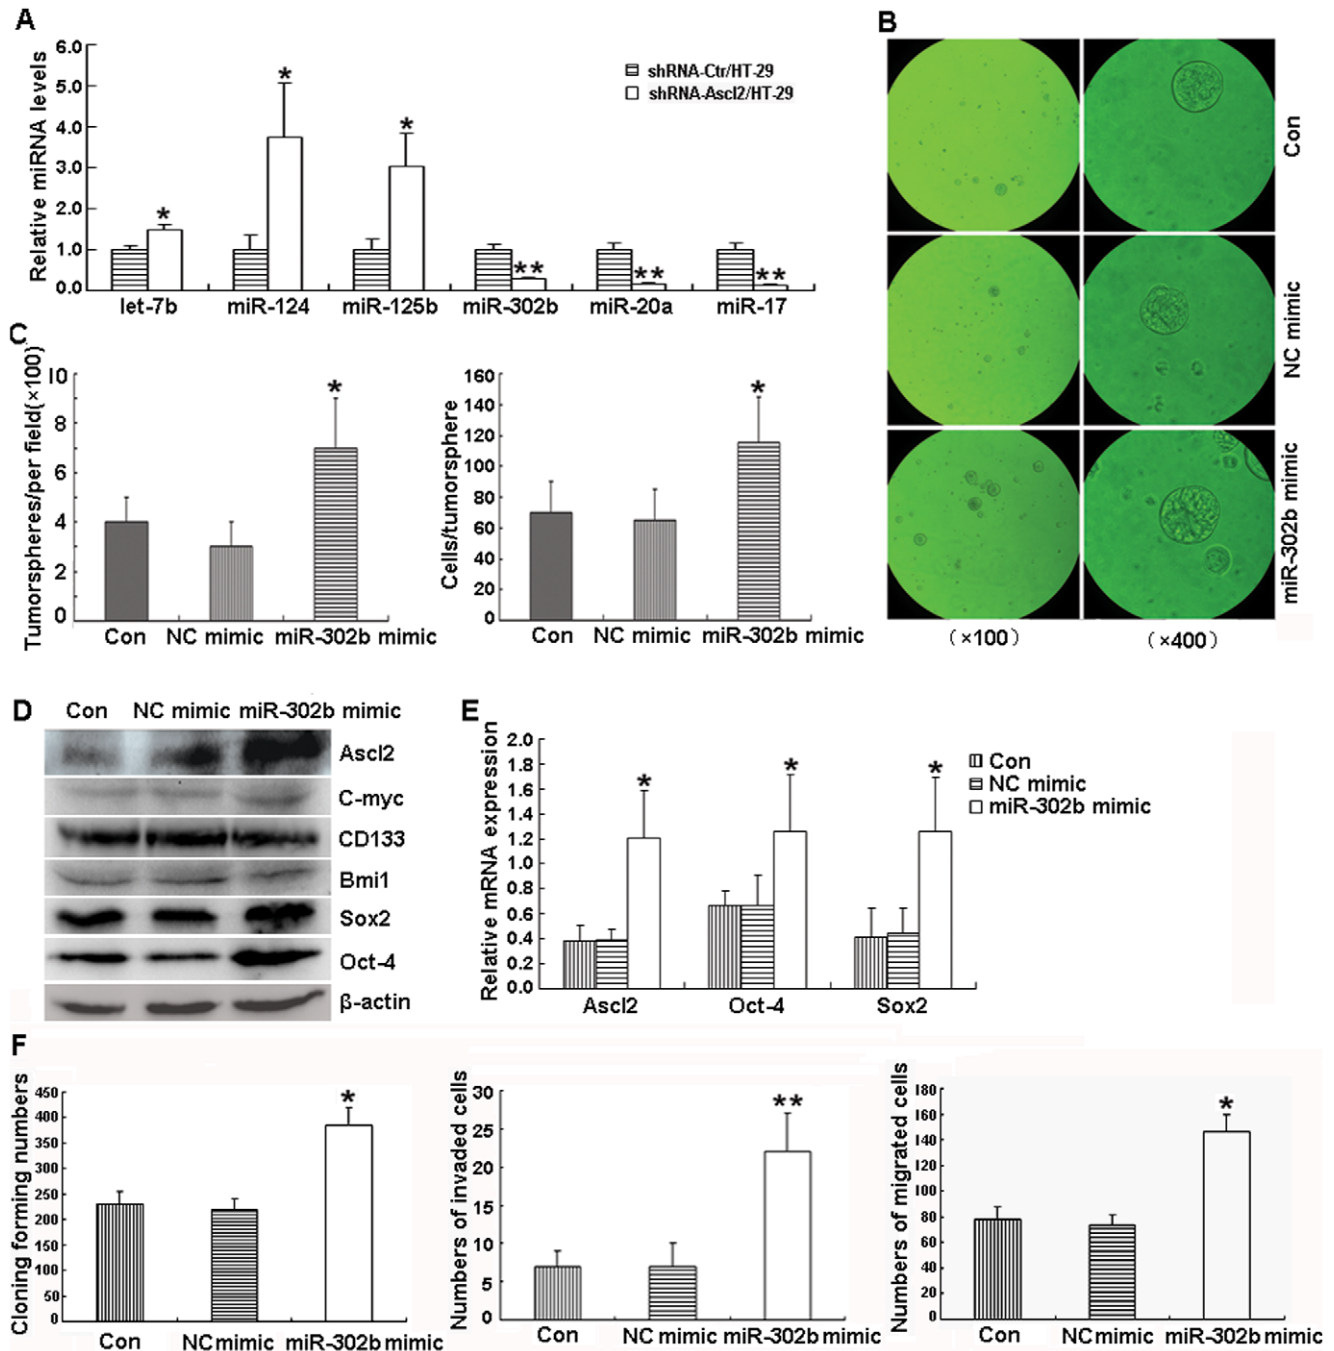 A
Relative miRNA levels
6.0
5.0
4.0
3.0
2.0
1.0
0.0
shRNA-Ctr/HT-29
shRNA-Ascl2/HT-29
*
*
*
**
**
**
let-7b miR-124 miR-125b miR-302b miR-20a miR-17
B
Con
NC mimic
miR-302b mimic
(×100) (×400)
C
Tumorspheres/per field(×100)
10
8
6
4
2
0
*
Con NC mimic miR-302b mimic
Cells/tumorsphere
160
140
120
100
80
60
40
20
0
*
Con NC mimic miR-302b mimic
D
Con NC mimic miR-302b mimic
Ascl2
C-myc
CD133
Bmi1
Sox2
Oct-4
β-actin
E
Relative mRNA expression
2.0
1.8
1.6
1.4
1.2
1.0
0.8
0.6
0.4
0.2
0.0
*
*
*
Con
NC mimic
miR-302b mimic
Ascl2 Oct-4 Sox2
F
Cloning forming numbers
450
400
350
300
250
200
150
100
50
0
*
Con NC mimic miR-302b mimic
Numbers of invaded cells
30
25
20
15
10
5
0
**
Con NC mimic miR-302b mimic
Numbers of migrated cells
180
160
140
120
100
80
60
40
20
0
*
Con NC mimic miR-302b mimic